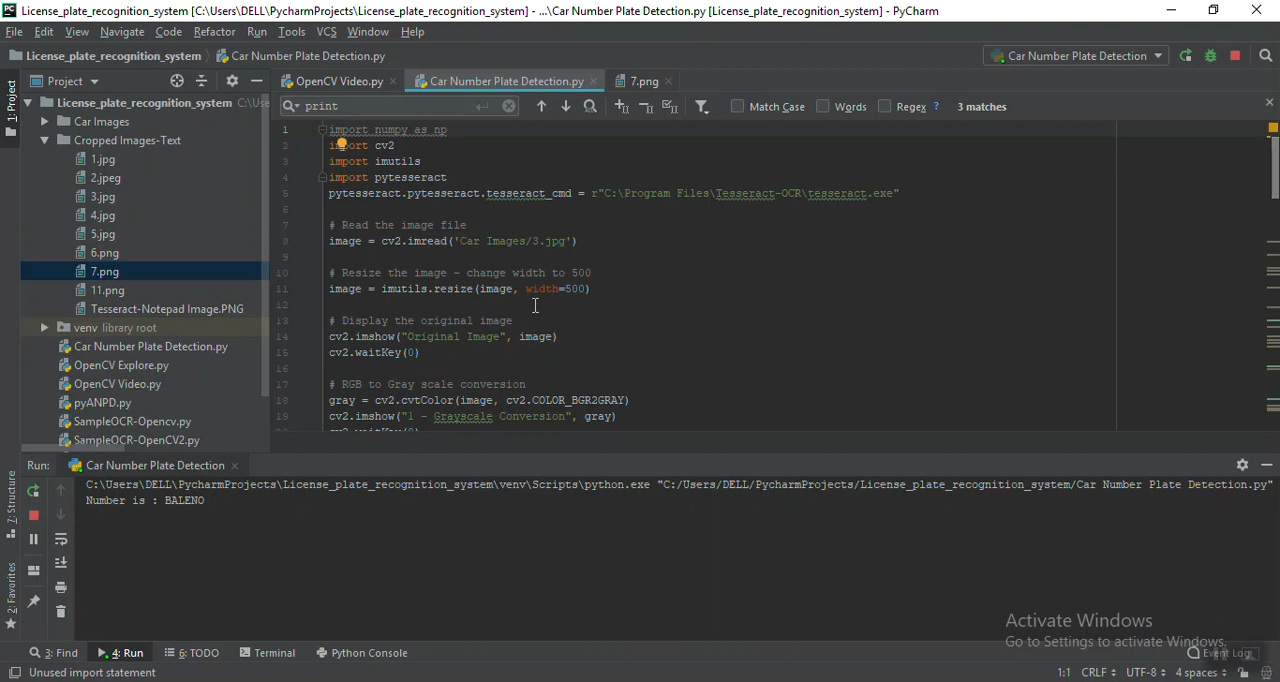 License_plate_recognition_system [C:\Users\DELL\PycharmProjects\License_plate_recognition_system] - ...\Car Number Plate Detection.py [License_plate_recognition_system] - PyCharm
File Edit View Navigate Code Refactor Run Tools VCS Window Help
License_plate_recognition_system Car Number Plate Detection.py Car Number Plate Detection
Project OpenCV Video.py Car Number Plate Detection.py 7.png
1: Project
License_plate_recognition_system C:\Use
Car Images
Cropped Images-Text
1.jpg
2.jpeg
3.jpg
4.jpg
5.jpg
6.png
7.png
11.png
Tesseract-Notepad Image.PNG
venv library root
Car Number Plate Detection.py
OpenCV Explore.py
OpenCV Video.py
pyANPD.py
SampleOCR-Opencv.py
SampleOCR-OpenCV2.py
print Match Case Words Regex ? 3 matches
1 import numpy as np
2 import cv2
3 import imutils
4 import pytesseract
5 pytesseract.pytesseract.tesseract_cmd = r"C:\Program Files\Tesseract-OCR\tesseract.exe"
6
7 # Read the image file
8 image = cv2.imread('Car Images/3.jpg')
9
10 # Resize the image - change width to 500
11 image = imutils.resize(image, width=500)
12
13 # Display the original image
14 cv2.imshow("Original Image", image)
15 cv2.waitKey(0)
16
17 # RGB to Gray scale conversion
18 gray = cv2.cvtColor(image, cv2.COLOR_BGR2GRAY)
19 cv2.imshow("1 - Grayscale Conversion", gray)
Run: Car Number Plate Detection
C:\Users\DELL\PycharmProjects\License_plate_recognition_system\venv\Scripts\python.exe "C:/Users/DELL/PycharmProjects/License_plate_recognition_system/Car Number Plate Detection.py"
Number is : BALENO
Z: Structure
2: Favorites
Activate Windows
Go to Settings to activate Windows.
3: Find 4: Run 6: TODO Terminal Python Console Event Log
Unused import statement 1:1 CRLF UTF-8 4 spaces